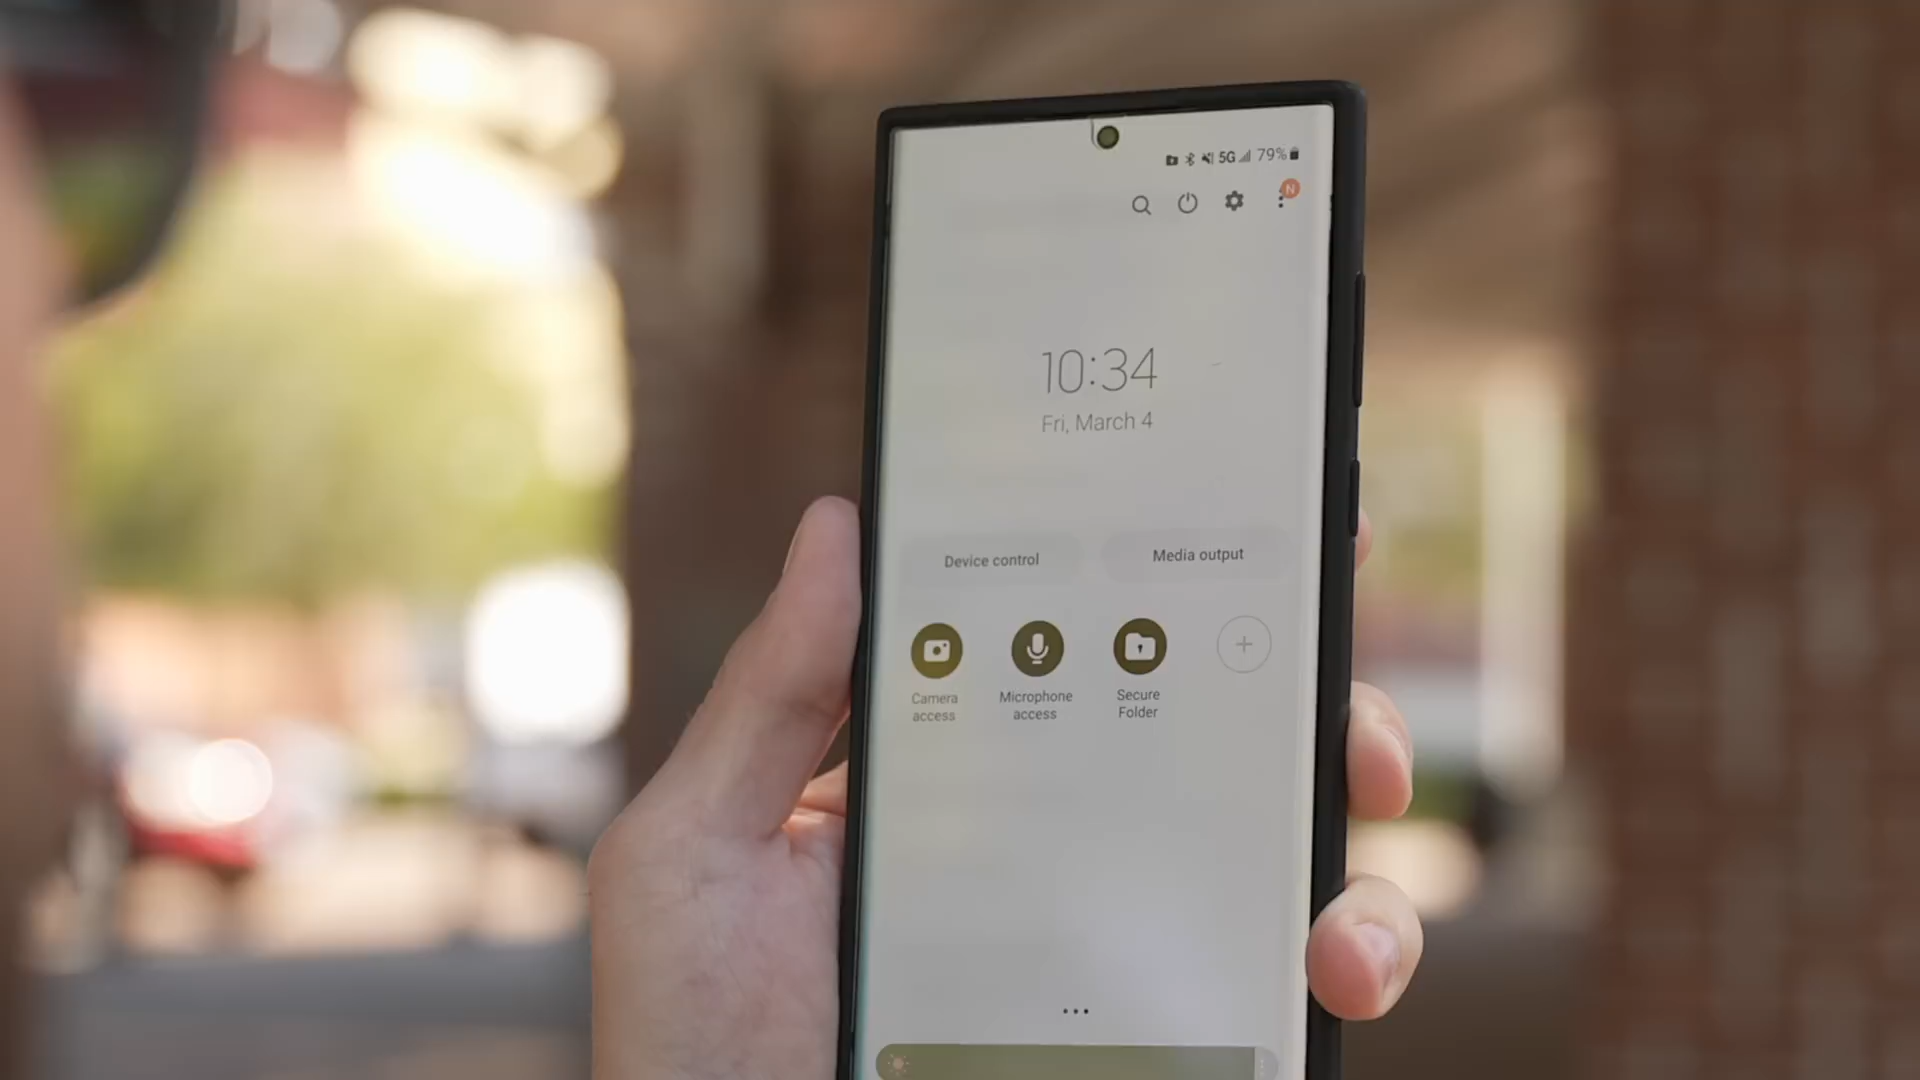 5G 79%
N
10:34
Fri, March 4
Device control Media output
Camera access
Microphone access
Secure Folder